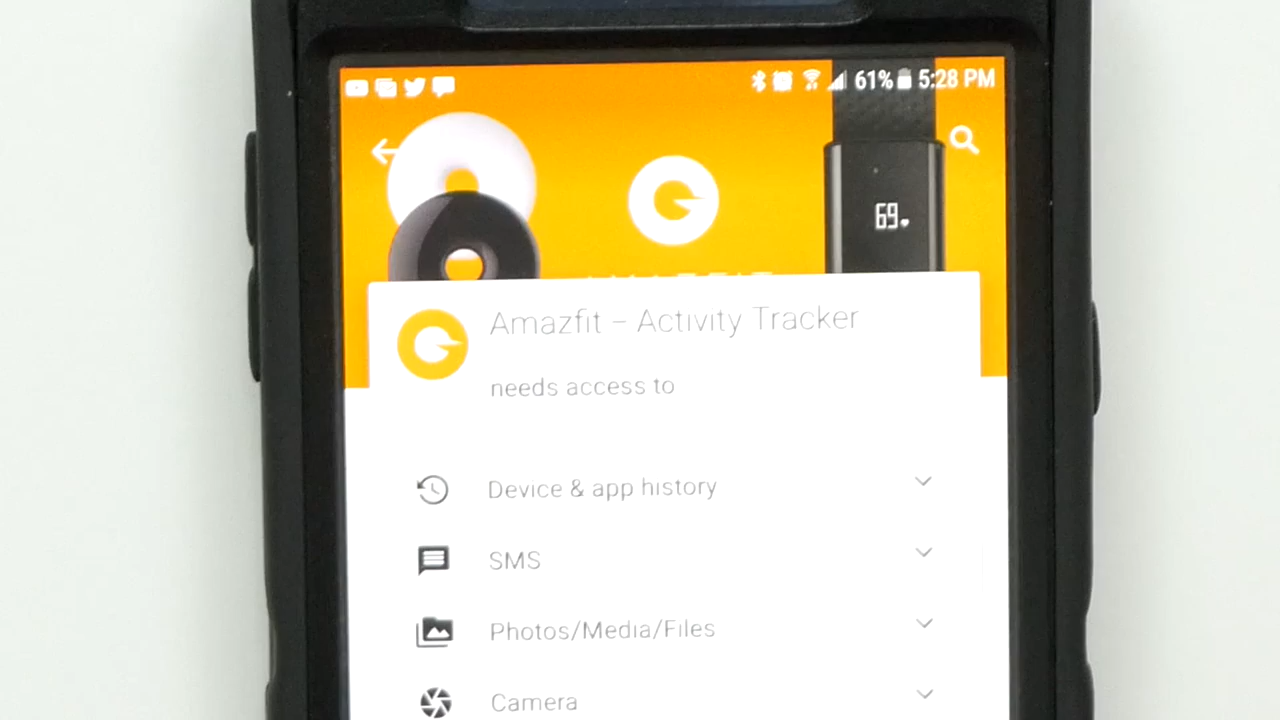 61% 5:28 PM
69
Amazfit – Activity Tracker
needs access to
Device & app history
SMS
Photos/Media/Files
Camera